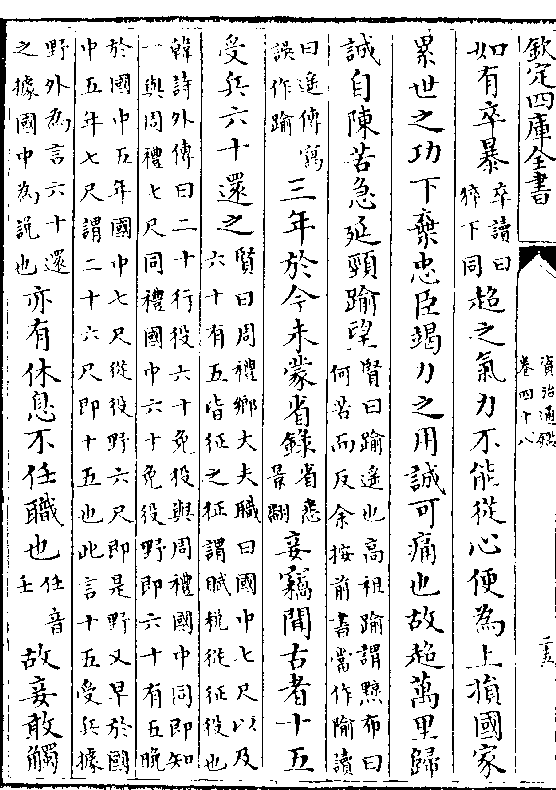 欽定四庫全書
資治通鑑
卷四十八
如有卒暴卒讀曰猝下同超之氣力不能從心便為上損國家
累世之功下棄忠臣竭力之用誠可痛也故超萬里歸
誠自陳苦急延頸踰望賢曰踰遥也高祖踰謂黥布曰何苦而反余按前書當作隃讀
曰遥傳寫誤作踰三年於今未蒙省錄省悉景翻妾竊聞古者十五
受兵六十還之賢曰周禮鄉大夫職曰國中七尺以及六十有五皆征之征謂賦稅從征役也
韓詩外傳曰二十行役六十免役與周禮國中同即知一與周禮七尺同禮國中六十免役野即六十有五晚
於國中五年國中七尺從役野六尺即是野又早於國中五年七尺謂二十六尺即十五也此言十五受兵據
野外為言六十還之據國中為說也亦有休息不任職也任音壬故妾敢觸